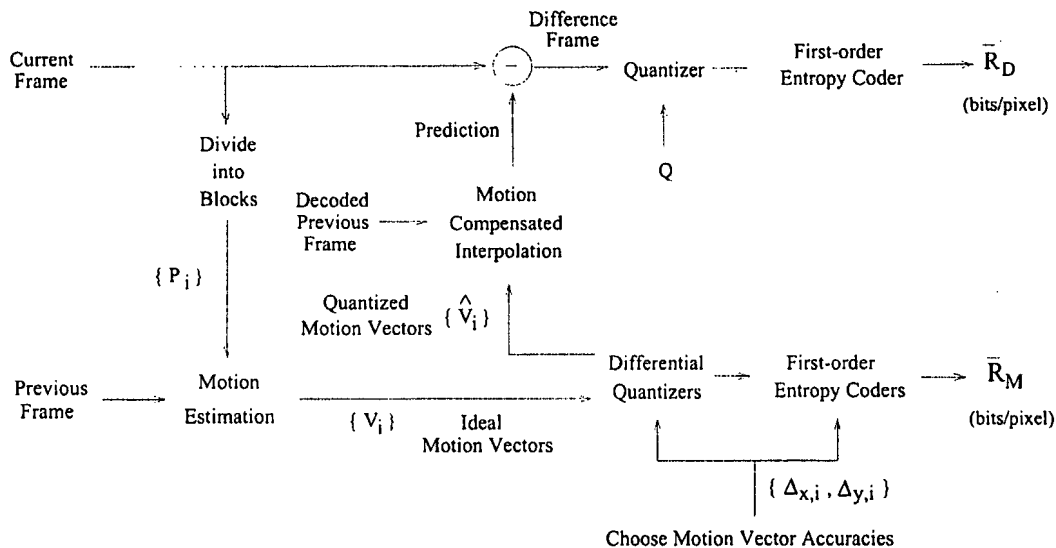 Difference
Frame
Current
Frame
−
Quantizer
First-order
Entropy Coder
R̄_D
(bits/pixel)
Prediction
Divide
into
Blocks
Q
Decoded
Previous
Frame
Motion
Compensated
Interpolation
{ P_i }
Quantized
Motion Vectors { V̂_i }
Previous
Frame
Motion
Estimation
Differential
Quantizers
First-order
Entropy Coders
R̄_M
(bits/pixel)
{ V_i } Ideal
Motion Vectors
{ Δ_x,i , Δ_y,i }
Choose Motion Vector Accuracies